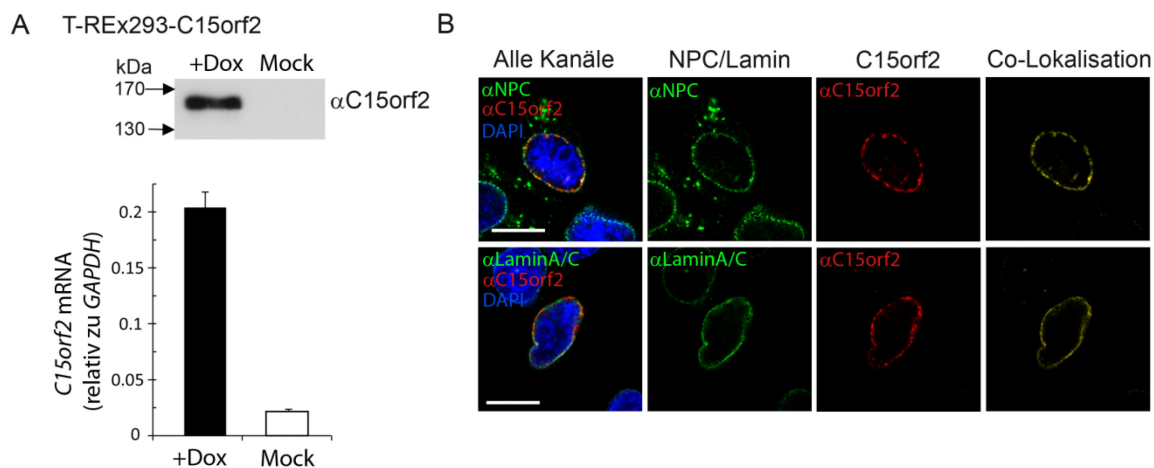 A
T-REx293-C15orf2
kDa
+Dox Mock
170
130
αC15orf2
C15orf2 mRNA
(relativ zu GAPDH)
0.2
0.15
0.1
0.05
0
+Dox Mock
B
Alle Kanäle NPC/Lamin C15orf2 Co-Lokalisation
αNPC
αC15orf2
DAPI
αNPC
αC15orf2
αLaminA/C
αC15orf2
DAPI
αLaminA/C
αC15orf2